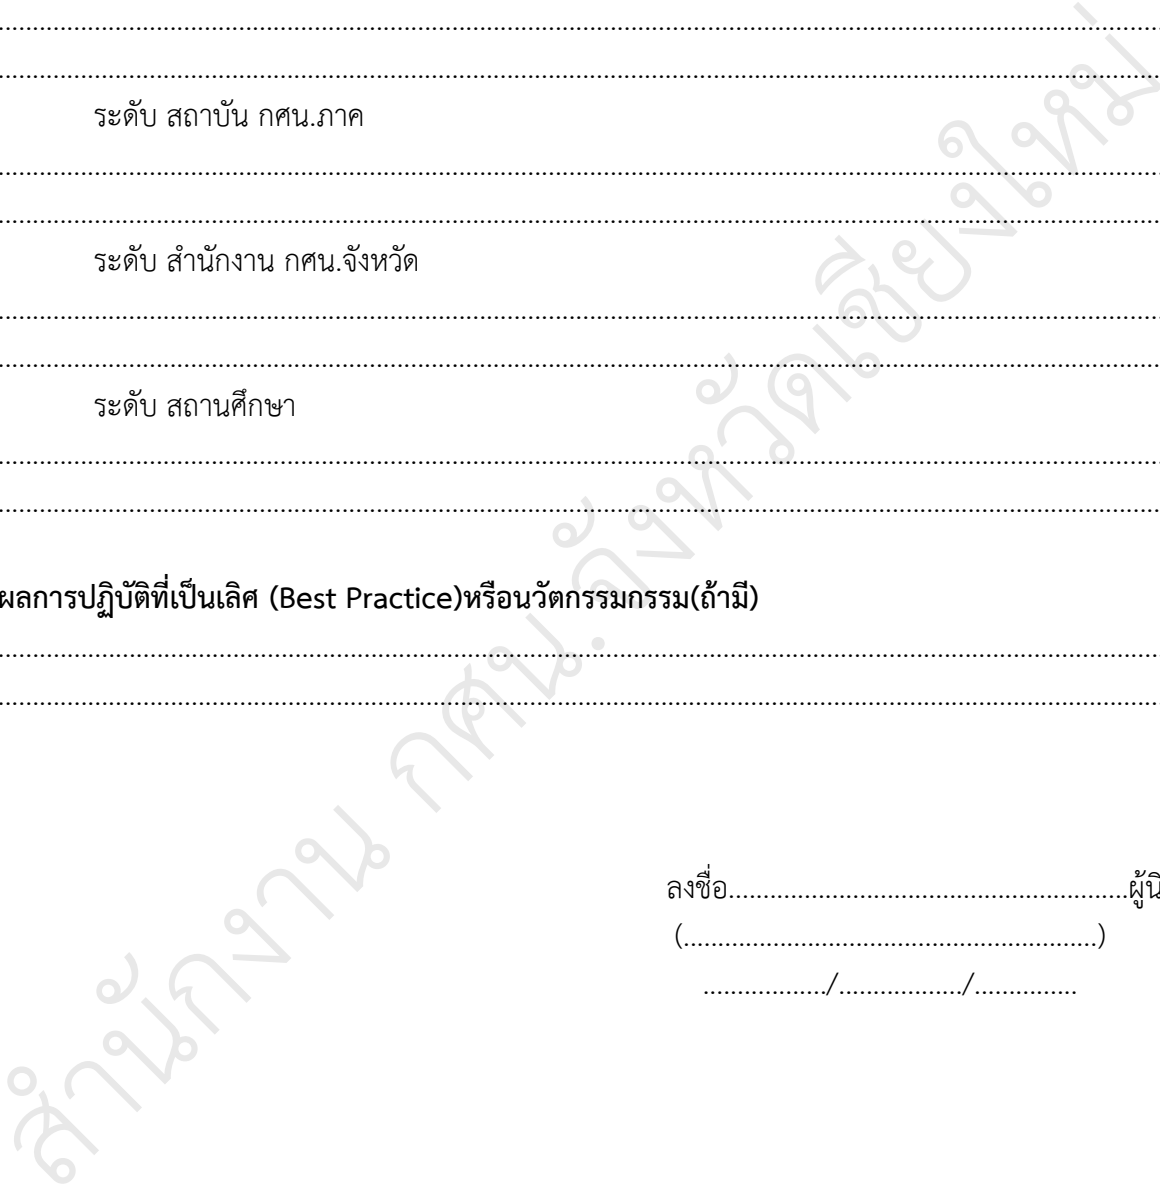 ................................................................................
................................................................................
ระดับ สถาบัน กศน.ภาค
................................................................................
................................................................................
ระดับ สำนักงาน กศน.จังหวัด
................................................................................
................................................................................
ระดับ สถานศึกษา
................................................................................
................................................................................
ผลการปฏิบัติที่เป็นเลิศ (Best Practice)หรือนวัตกรรมกรรม(ถ้ามี)
................................................................................
................................................................................
ลงชื่อ..........................................................ผู้นิ
(............................................................)
................../................../...............
สำนักงาน กศน.จังหวัดเชียงใหม่